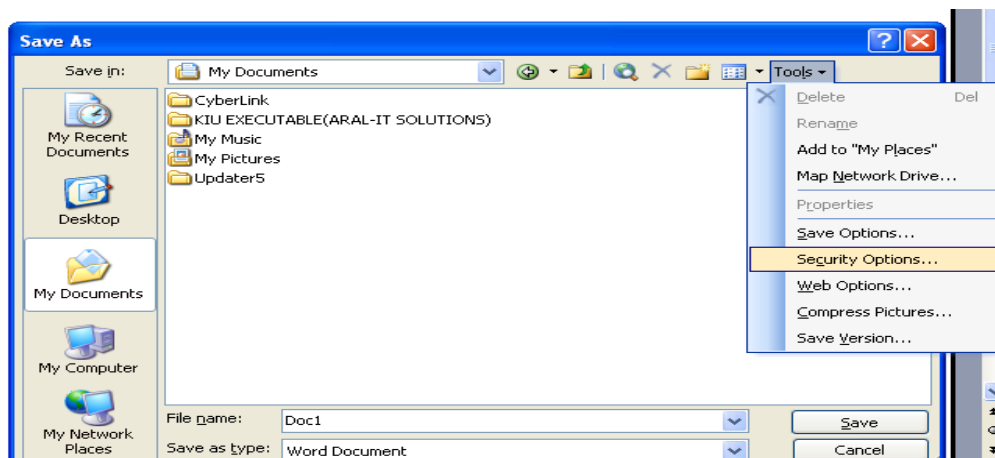 Save As
Save in:
My Documents
Tools
CyberLink
KIU EXECUTABLE(ARAL-IT SOLUTIONS)
My Music
My Pictures
Updater5
My Recent
Documents
Desktop
My Documents
My Computer
My Network
Places
Delete Del
Rename
Add to "My Places"
Map Network Drive...
Properties
Save Options...
Security Options...
Web Options...
Compress Pictures...
Save Version...
File name:
Doc1
Save
Save as type:
Word Document
Cancel